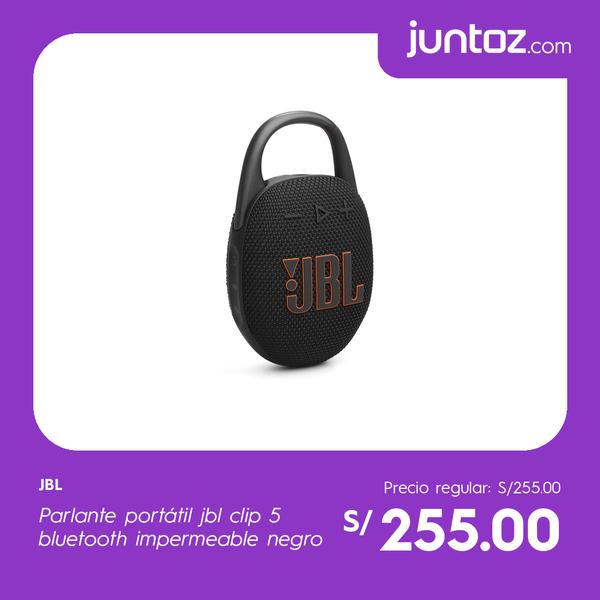 juntoz.com
JBL
JBL
Parlante portátil jbl clip 5
bluetooth impermeable negro
Precio regular: S/255.00
S/ 255.00